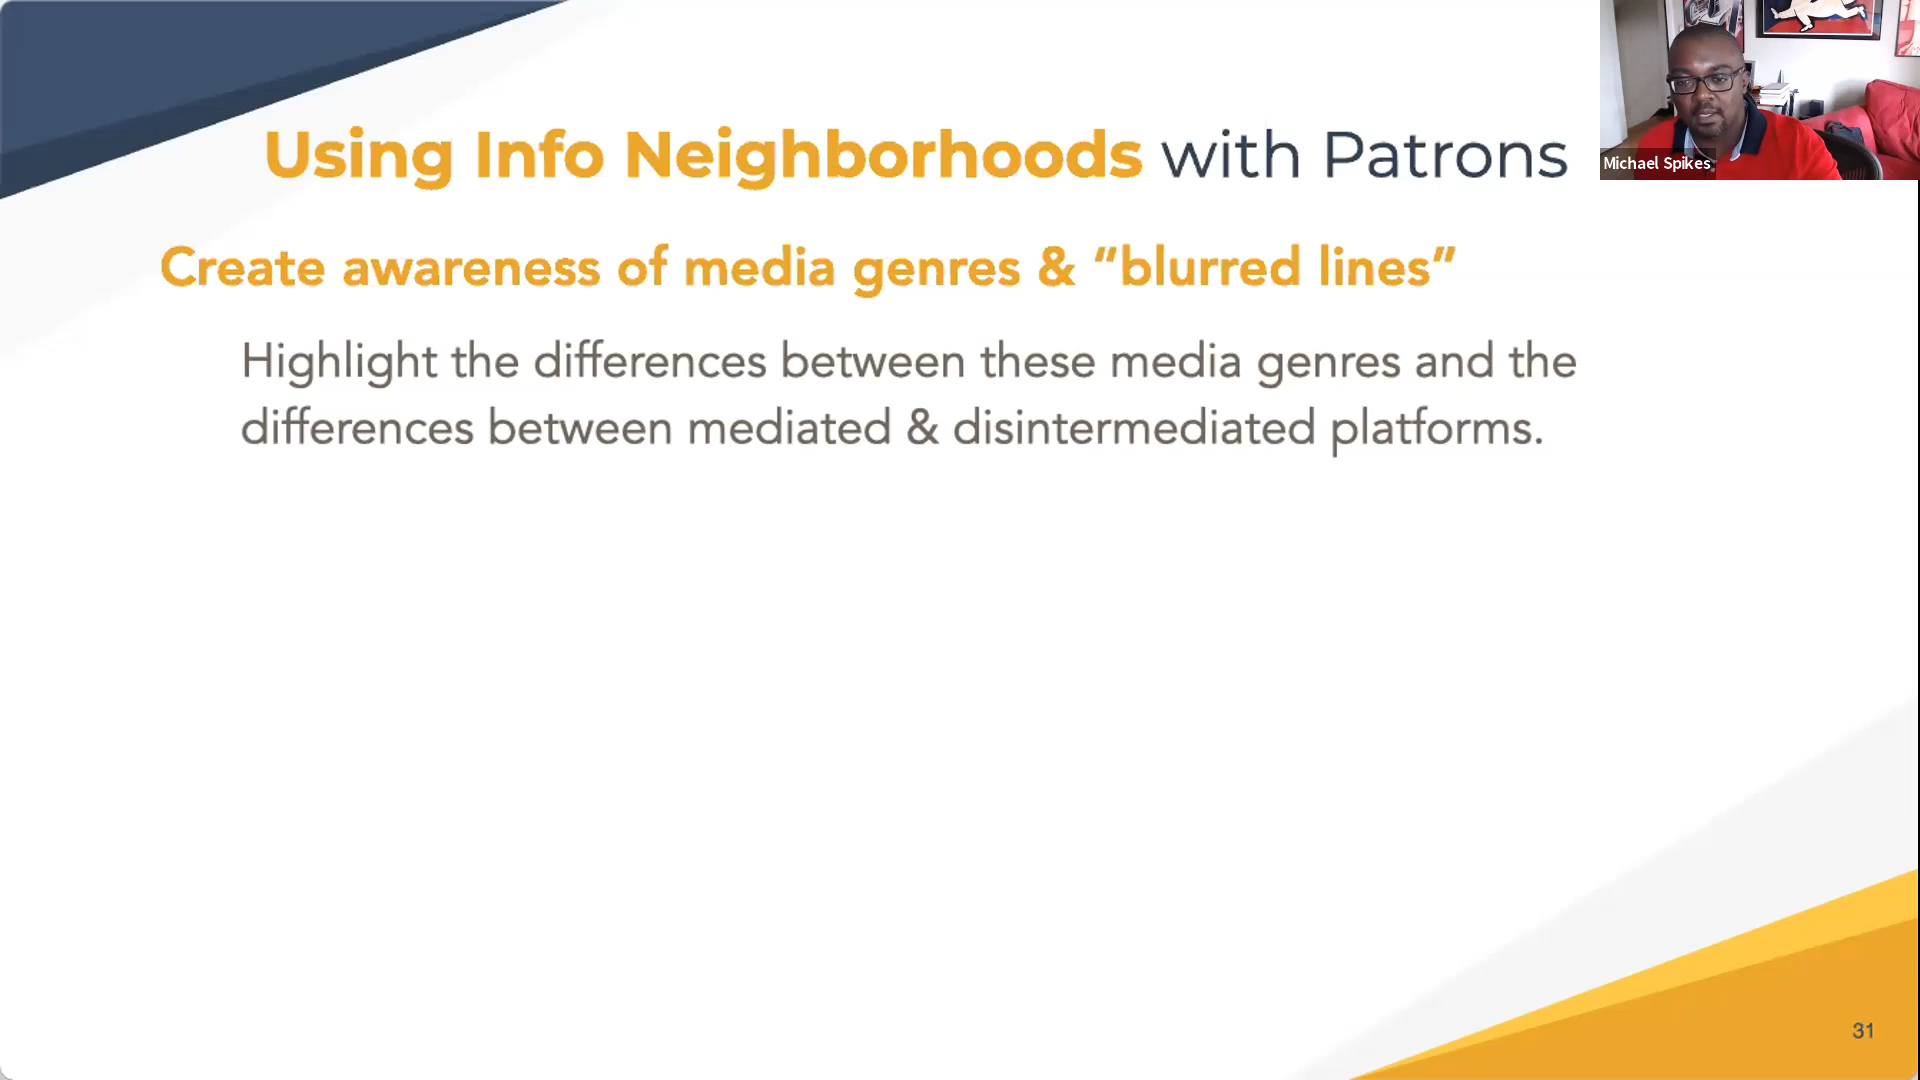 Using Info Neighborhoods with Patrons
Michael Spikes
Create awareness of media genres & “blurred lines”
Highlight the differences between these media genres and the
differences between mediated & disintermediated platforms.
31